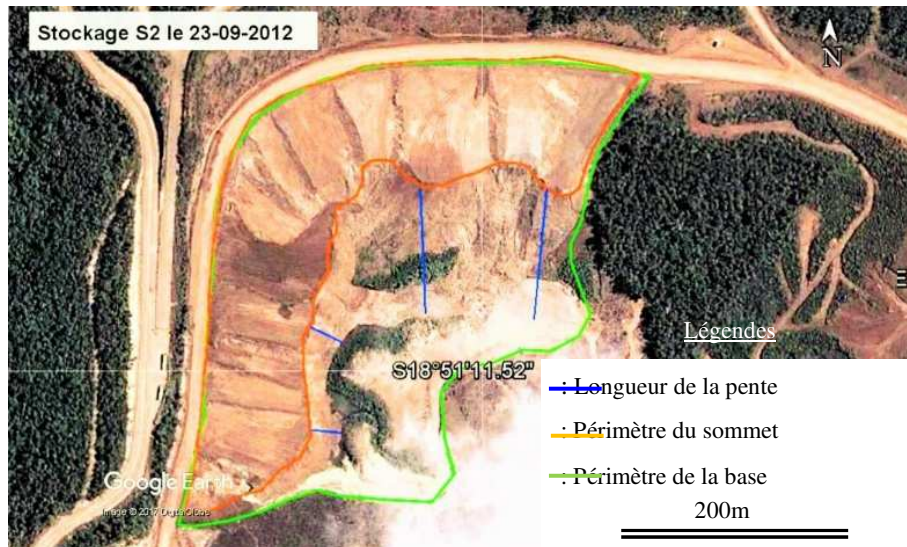 Stockage S2 le 23-09-2012
N
E
Légendes
S18°51'11.52"
: Longueur de la pente
: Périmètre du sommet
: Périmètre de la base
Google Earth
200m